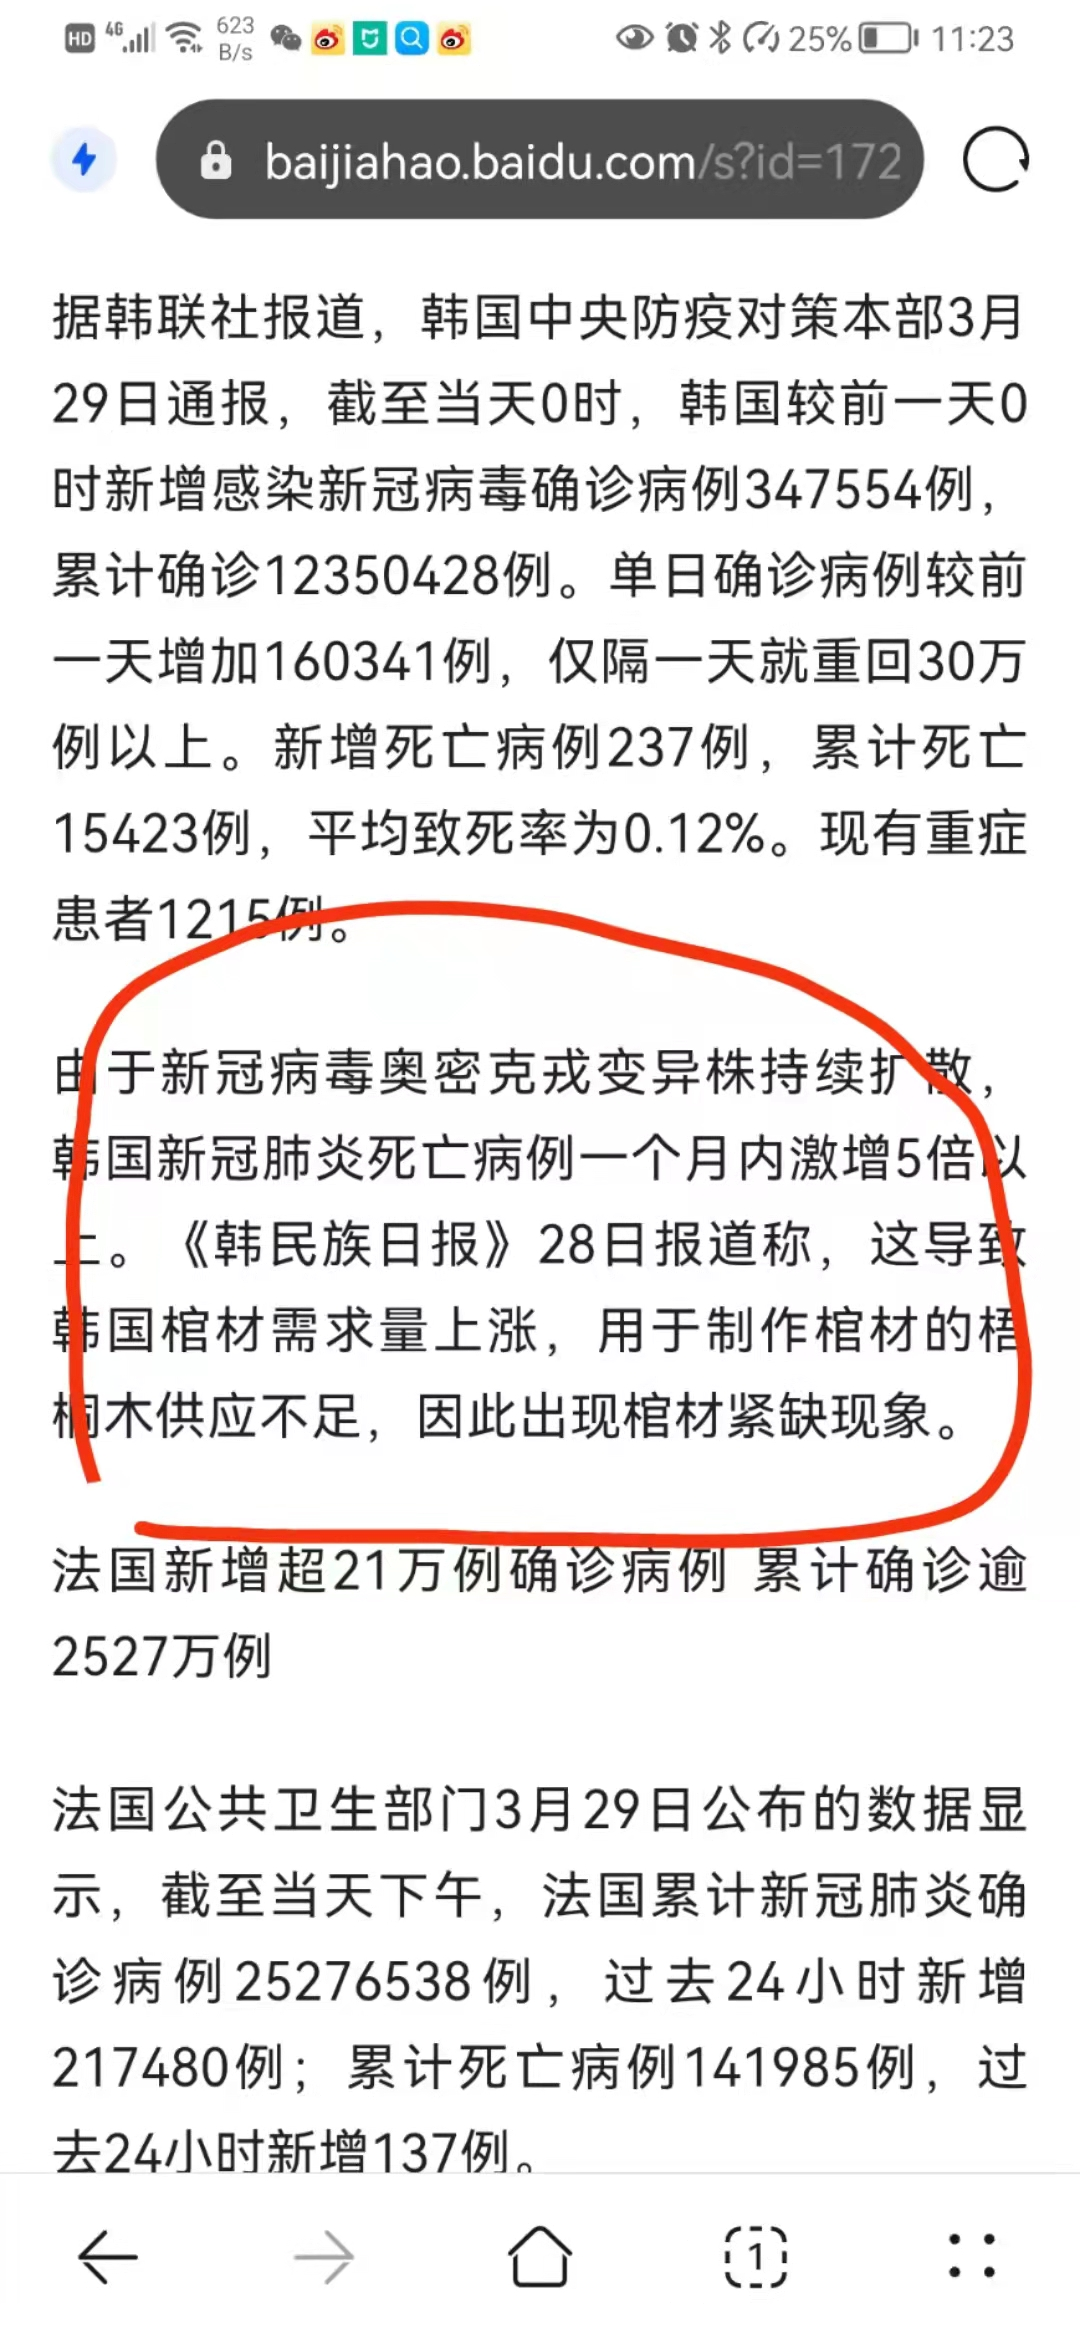 HD 4G 623 B/s 25% 11:23
baijiahao.baidu.com/s?id=172
据韩联社报道，韩国中央防疫对策本部3月
29日通报，截至当天0时，韩国较前一天0
时新增感染新冠病毒确诊病例347554例，
累计确诊12350428例。单日确诊病例较前
一天增加160341例，仅隔一天就重回30万
例以上。新增死亡病例237例，累计死亡
15423例，平均致死率为0.12%。现有重症
患者1215例。
由于新冠病毒奥密克戎变异株持续扩散，
韩国新冠肺炎死亡病例一个月内激增5倍以
上。《韩民族日报》28日报道称，这导致
韩国棺材需求量上涨，用于制作棺材的梧
桐木供应不足，因此出现棺材紧缺现象。
法国新增超21万例确诊病例 累计确诊逾
2527万例
法国公共卫生部门3月29日公布的数据显
示，截至当天下午，法国累计新冠肺炎确
诊病例25276538例，过去24小时新增
217480例；累计死亡病例141985例，过
去24小时新增137例。
1